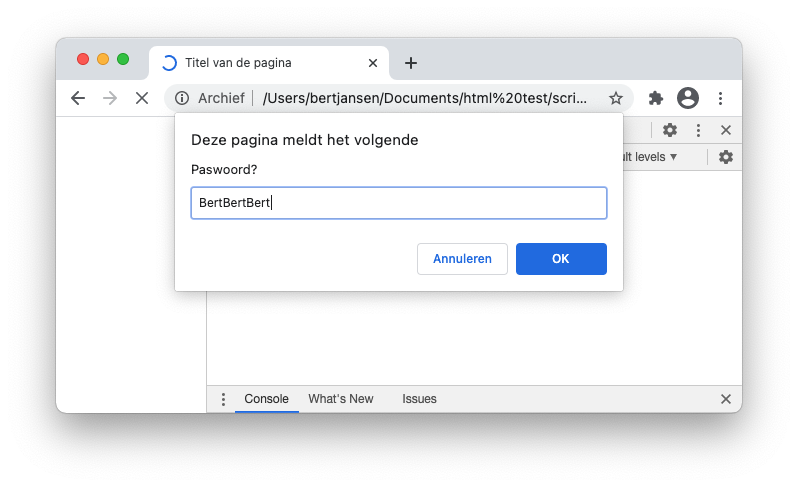 Titel van de pagina
Archief /Users/bertjansen/Documents/html%20test/scri...
Deze pagina meldt het volgende
Paswoord?
BertBertBert
Annuleren OK
ult levels ▼
Console What's New Issues